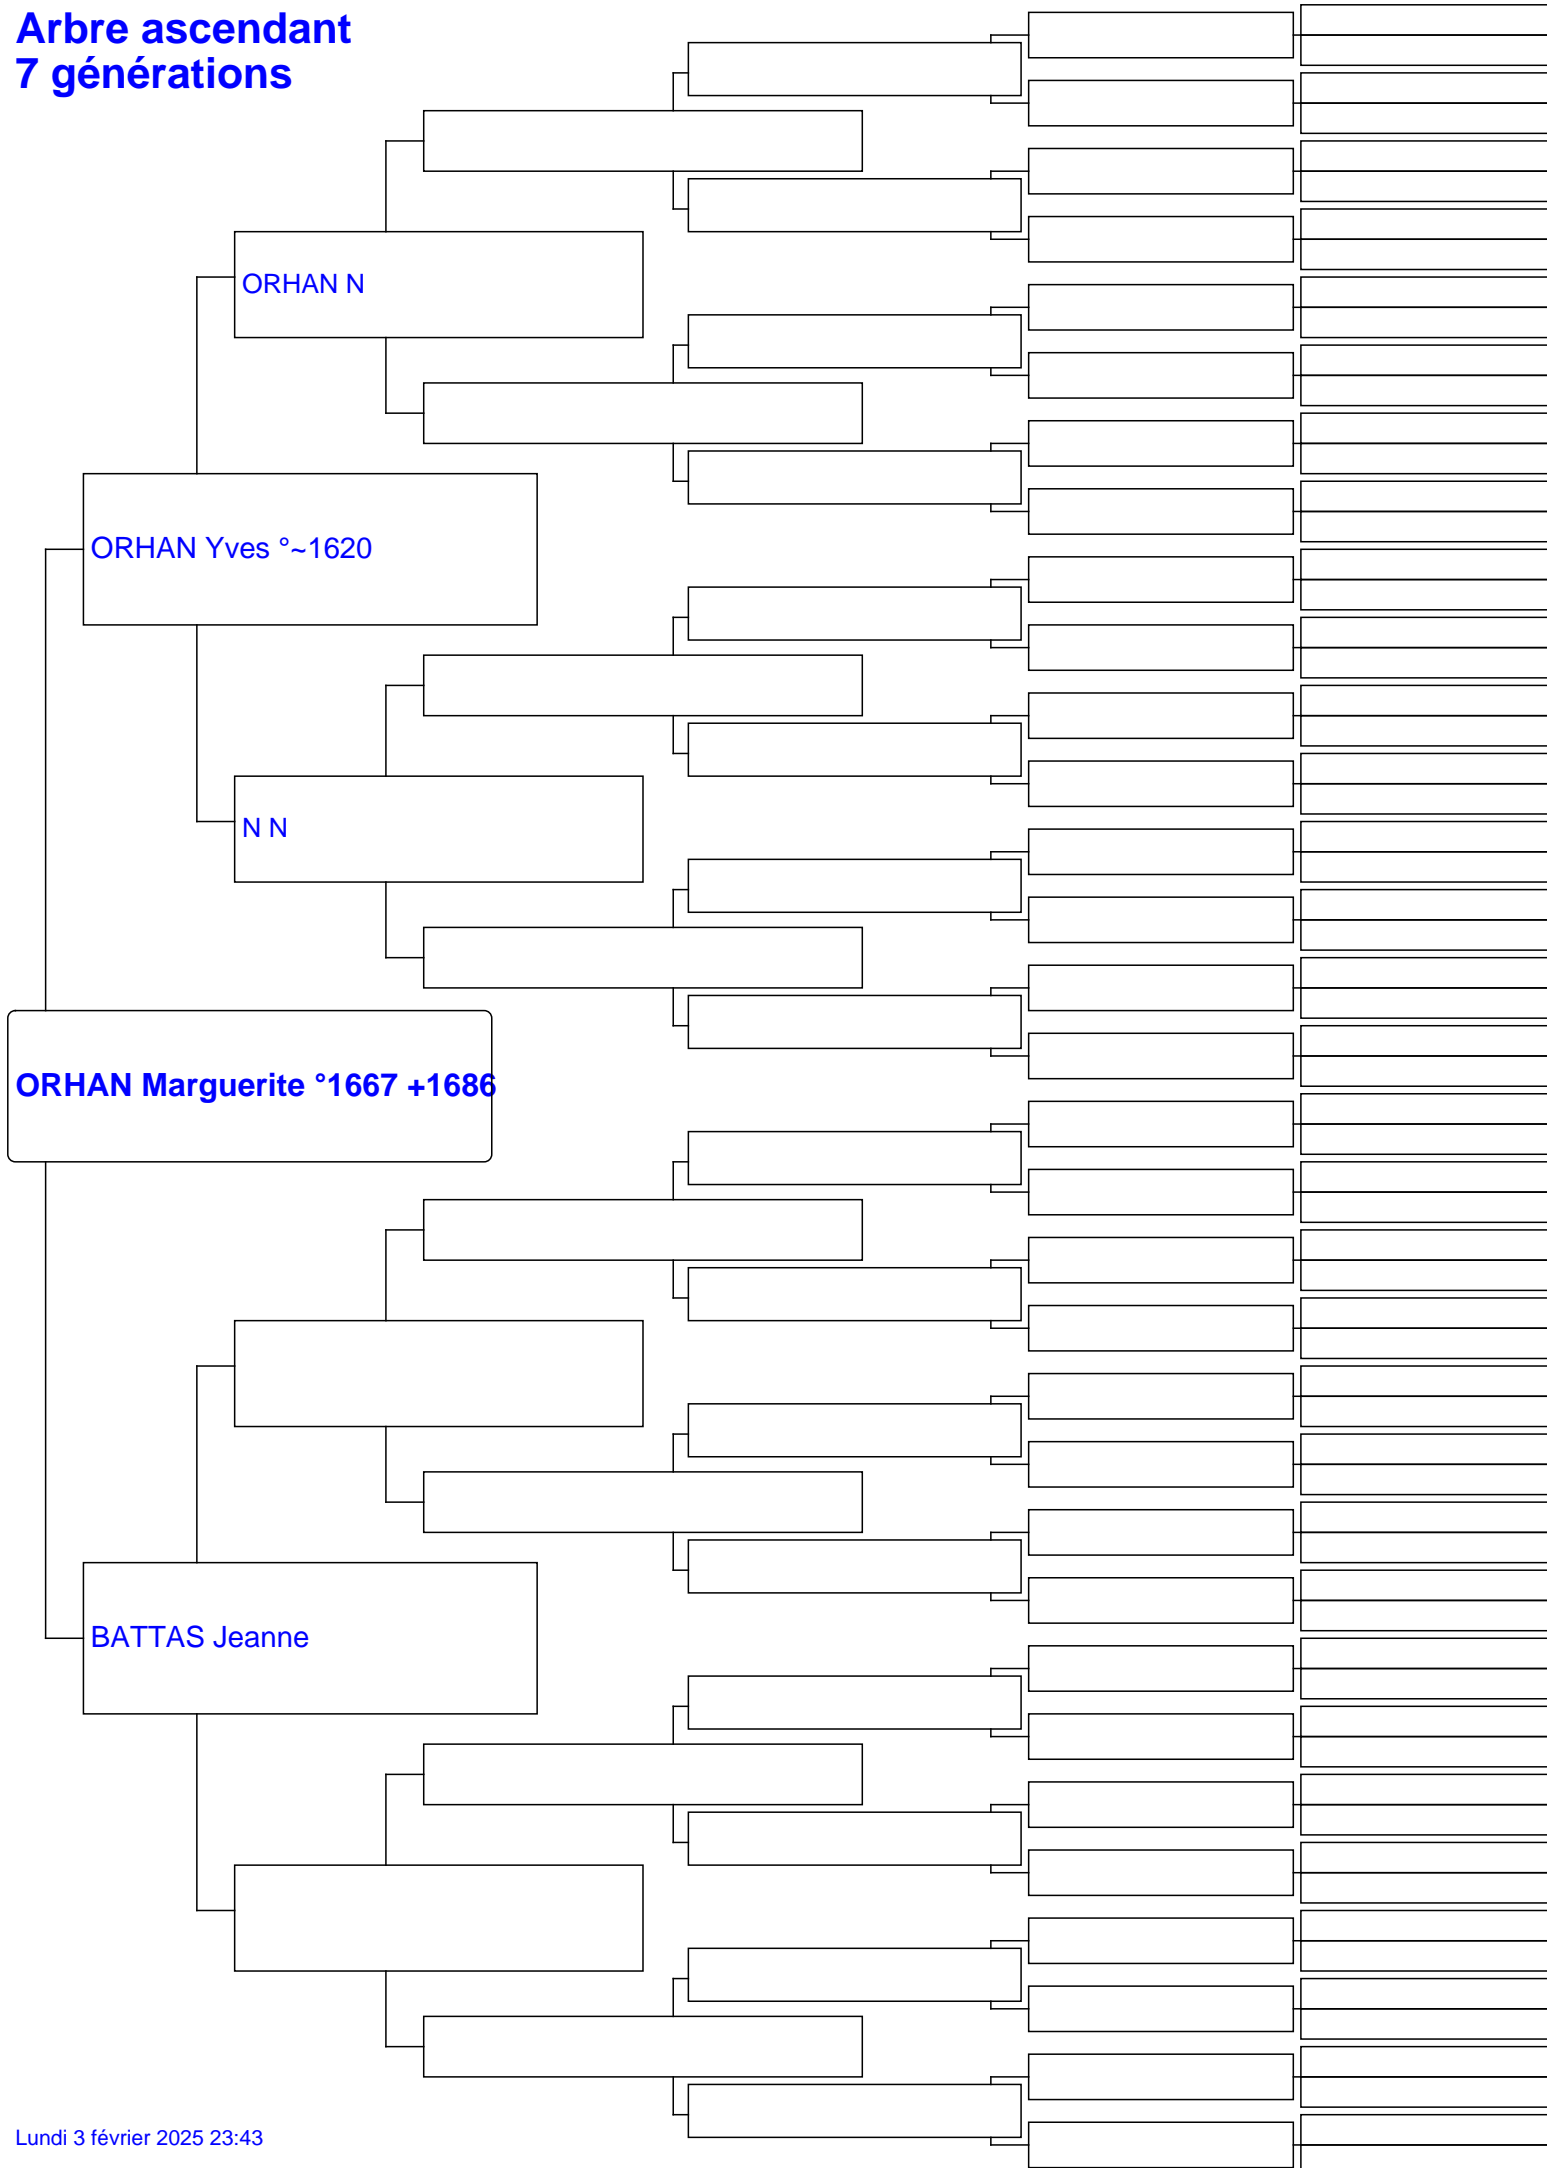 Arbre ascendant
7 générations
ORHAN N
ORHAN Yves °~1620
N N
ORHAN Marguerite °1667 +1686
BATTAS Jeanne
Lundi 3 février 2025 23:43